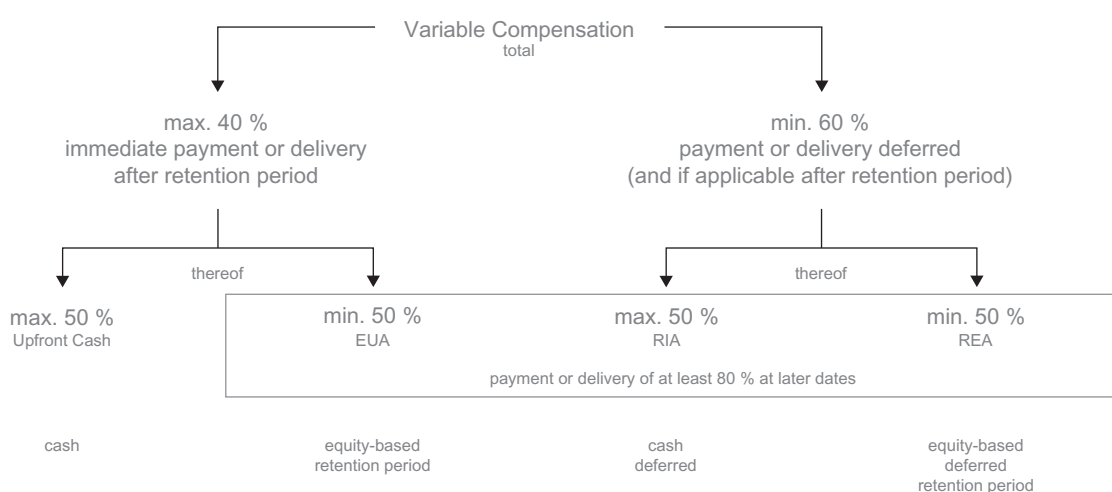 Variable Compensation
total
max. 40 %
immediate payment or delivery
after retention period
min. 60 %
payment or delivery deferred
(and if applicable after retention period)
thereof
thereof
max. 50 %
Upfront Cash
min. 50 %
EUA
max. 50 %
RIA
min. 50 %
REA
payment or delivery of at least 80 % at later dates
cash
equity-based
retention period
cash
deferred
equity-based
deferred
retention period